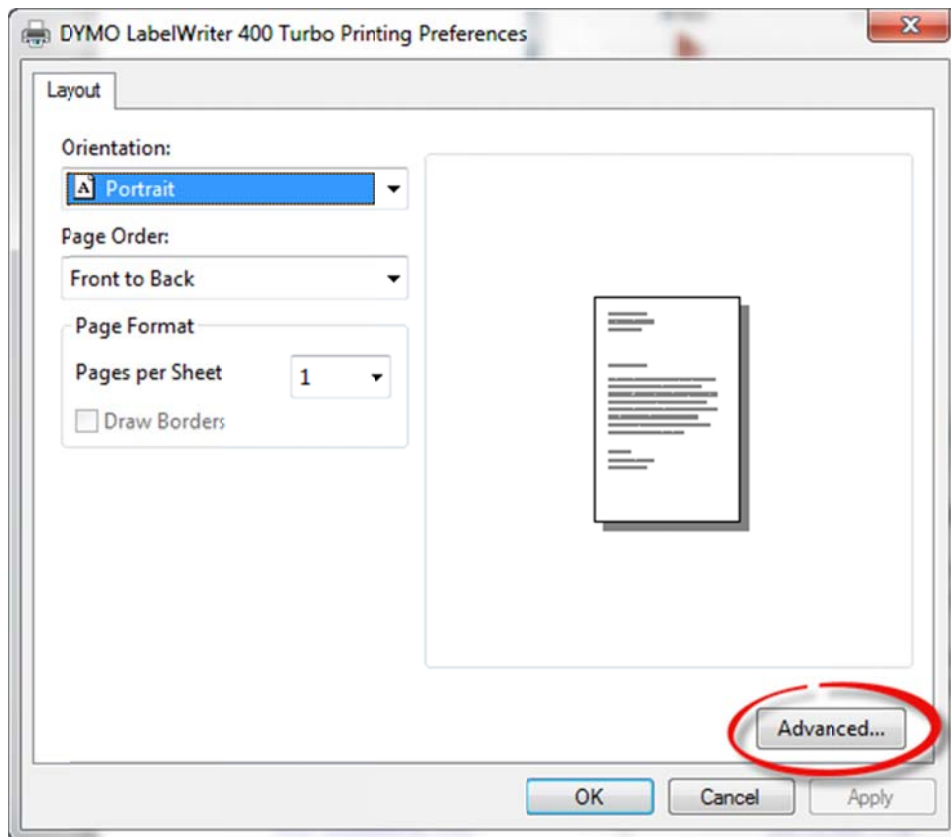 DYMO LabelWriter 400 Turbo Printing Preferences
Layout
Orientation:
Portrait
Page Order:
Front to Back
Page Format
Pages per Sheet 1
Draw Borders
Advanced...
OK Cancel Apply